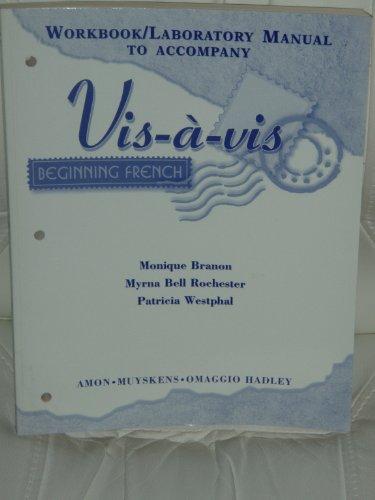 WORKBOOK/LABORATORY MANUAL
TO ACCOMPANY
Vis-à-vis
BEGINNING FRENCH
Monique Branon
Myrna Bell Rochester
Patricia Westphal
AMON • MUYSKENS • OMAGGIO HADLEY